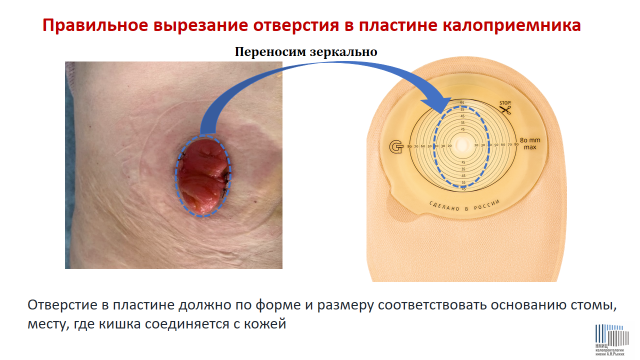 Правильное вырезание отверстия в пластине калоприемника
Переносим зеркально
STOP
80 mm
max
СДЕЛАНО В РОССИИ
Отверстие в пластине должно по форме и размеру соответствовать основанию стомы,
месту, где кишка соединяется с кожей